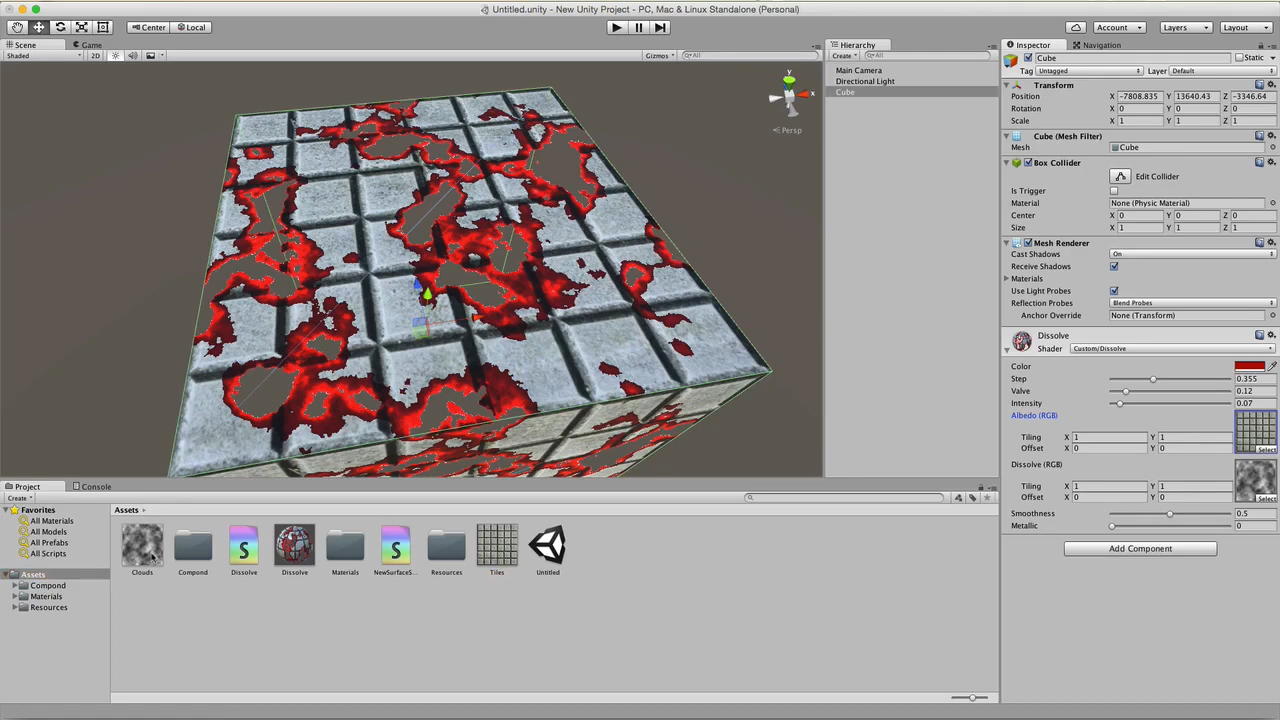 Untitled.unity - New Unity Project - PC, Mac & Linux Standalone (Personal)
Center Local Account Layers Layout
Scene Game
Shaded 2D Gizmos All
y
x
Persp
Hierarchy
Create All
Main Camera
Directional Light
Cube
Inspector Navigation
Cube Static
Tag Untagged Layer Default
Transform
Position X -7808.835 Y 13640.43 Z -3346.64
Rotation X 0 Y 0 Z 0
Scale X 1 Y 1 Z 1
Cube (Mesh Filter)
Mesh Cube
Box Collider
Edit Collider
Is Trigger
Material None (Physic Material)
Center X 0 Y 0 Z 0
Size X 1 Y 1 Z 1
Mesh Renderer
Cast Shadows On
Receive Shadows
Materials
Use Light Probes
Reflection Probes Blend Probes
Anchor Override None (Transform)
Dissolve
Shader Custom/Dissolve
Color
Step 0.355
Valve 0.12
Intensity 0.07
Albedo (RGB)
Tiling X 1 Y 1
Offset X 0 Y 0
Select
Dissolve (RGB)
Tiling X 1 Y 1
Offset X 0 Y 0
Select
Smoothness 0.5
Metallic 0
Add Component
Project Console
Create
Favorites
All Materials
All Models
All Prefabs
All Scripts
Assets
Compond
Materials
Resources
Assets
Clouds Compond Dissolve Dissolve Materials NewSurfaceS... Resources Tiles Untitled